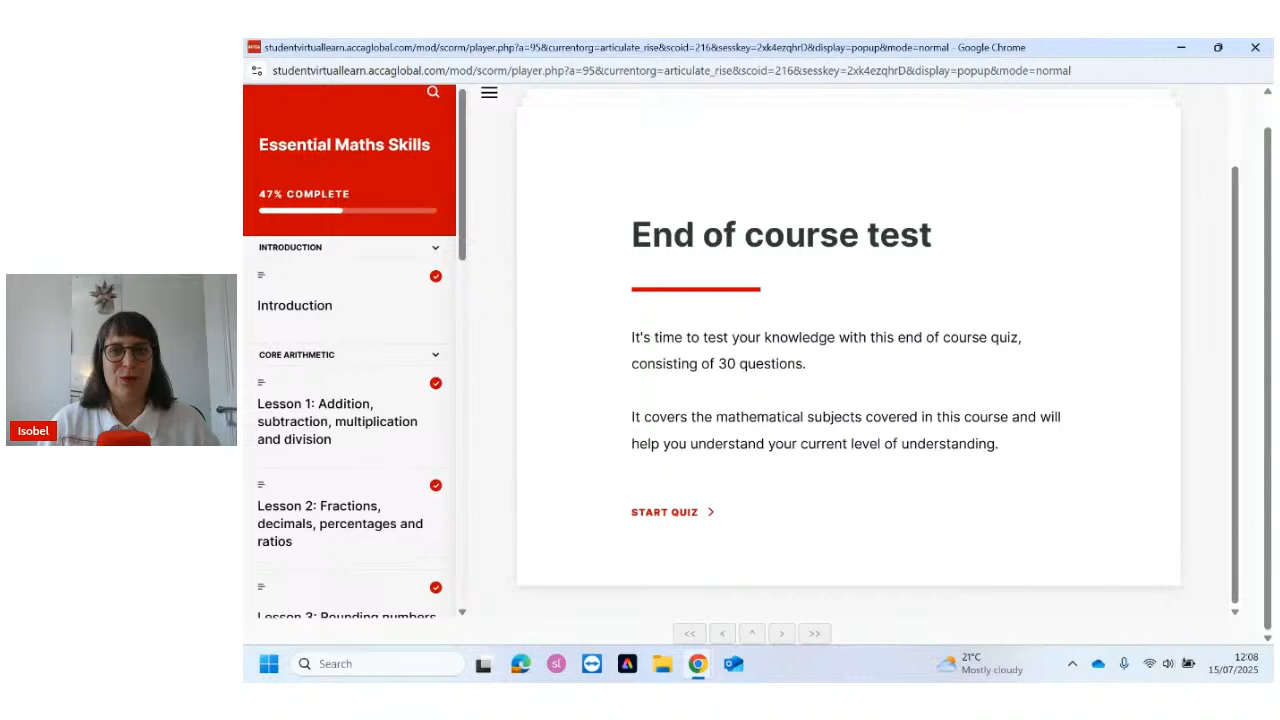 studentvirtuallearn.accaglobal.com/mod/scorm/player.php?a=95&currentorg=articulate_rise&scoid=216&sesskey=2xk4ezqhrD&display=popup&mode=normal - Google Chrome
studentvirtuallearn.accaglobal.com/mod/scorm/player.php?a=95&currentorg=articulate_rise&scoid=216&sesskey=2xk4ezqhrD&display=popup&mode=normal
Essential Maths Skills
47% COMPLETE
INTRODUCTION
Introduction
CORE ARITHMETIC
Lesson 1: Addition,
subtraction, multiplication
and division
Lesson 2: Fractions,
decimals, percentages and
ratios
Lesson 3: Rounding numbers
End of course test
It's time to test your knowledge with this end of course quiz,
consisting of 30 questions.
It covers the mathematical subjects covered in this course and will
help you understand your current level of understanding.
START QUIZ >
<< < ^ > >>
Isobel
Search
sl
21°C
Mostly cloudy
12:08
15/07/2025